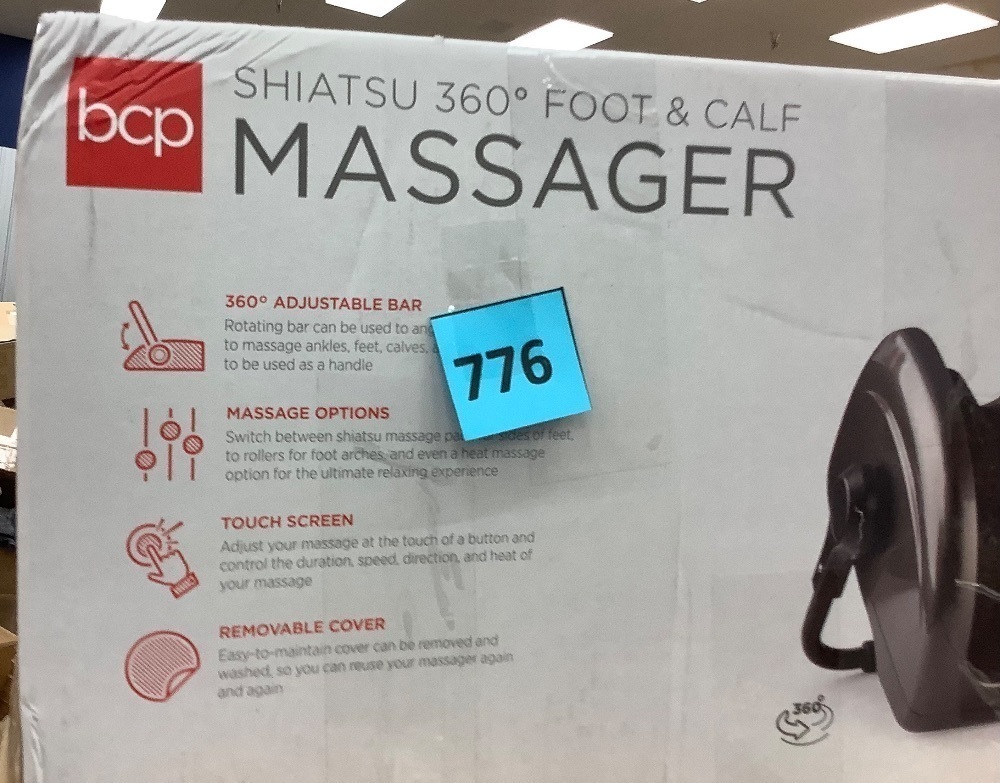 bcp
SHIATSU 360° FOOT & CALF
MASSAGER
360° ADJUSTABLE BAR
Rotating bar can be used to
to massage ankles, feet, calves,
to be used as a handle
776
MASSAGE OPTIONS
Switch between shiatsu massage sides of feet,
to rollers for foot arches, and even a heat massage
option for the ultimate relaxing experience
TOUCH SCREEN
Adjust your massage at the touch of a button and
control the duration, speed, direction, and heat of
your massage
REMOVABLE COVER
Easy-to-maintain cover can be removed and
washed, so you can reuse your massager again
and again
360°